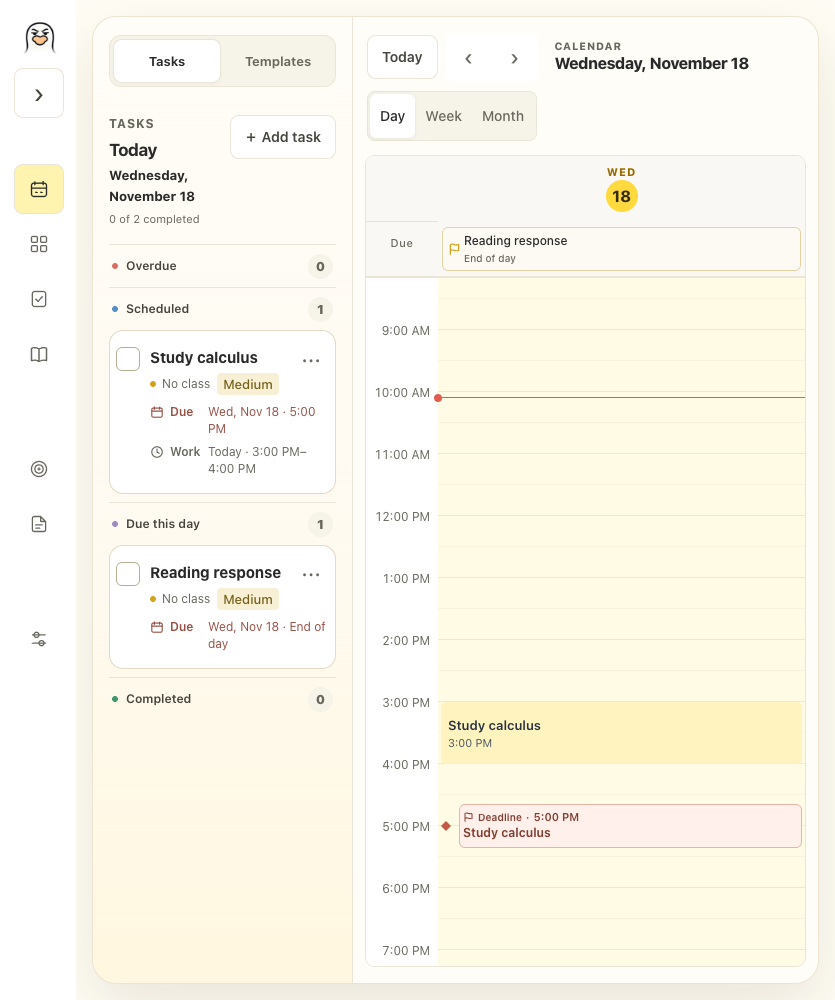 Tasks
Templates
TASKS
Today
Wednesday,
November 18
0 of 2 completed
+ Add task
Overdue
0
Scheduled
1
Study calculus
No class
Medium
Due
Wed, Nov 18 · 5:00
PM
Work
Today · 3:00 PM–
4:00 PM
Due this day
1
Reading response
No class
Medium
Due
Wed, Nov 18 · End of
day
Completed
0
Today
CALENDAR
Wednesday, November 18
Day
Week
Month
WED
18
Due
Reading response
End of day
9:00 AM
10:00 AM
11:00 AM
12:00 PM
1:00 PM
2:00 PM
3:00 PM
Study calculus
3:00 PM
4:00 PM
5:00 PM
Deadline · 5:00 PM
Study calculus
6:00 PM
7:00 PM